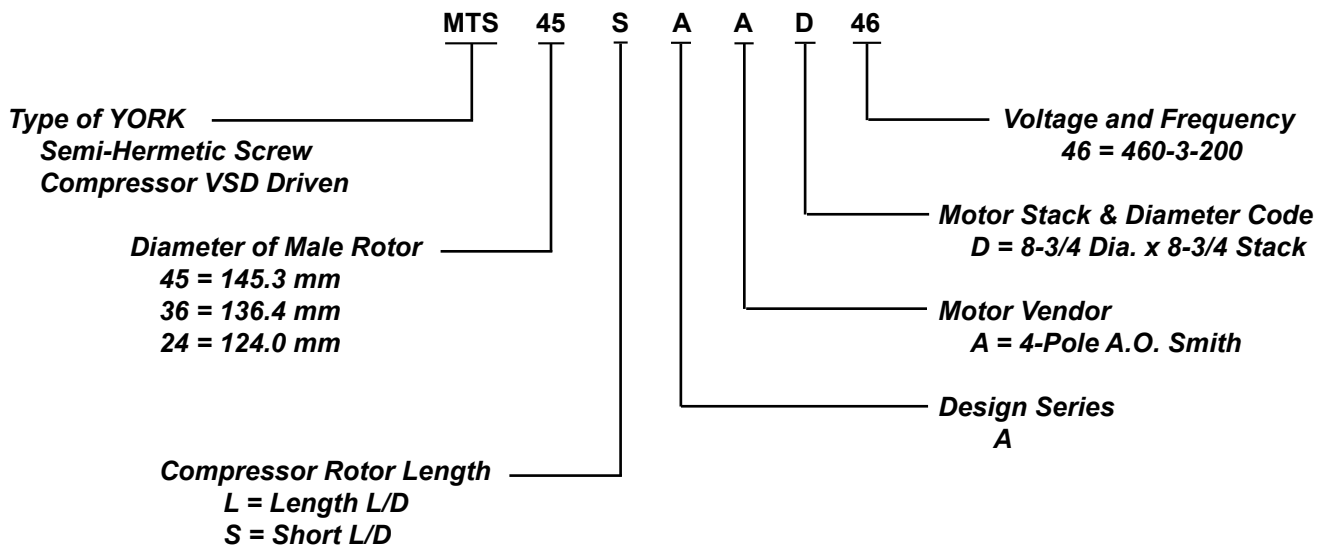 MTS 45 S A A D 46
Type of YORK
Semi-Hermetic Screw
Compressor VSD Driven
Voltage and Frequency
46 = 460-3-200
Diameter of Male Rotor
45 = 145.3 mm
36 = 136.4 mm
24 = 124.0 mm
Motor Stack & Diameter Code
D = 8-3/4 Dia. x 8-3/4 Stack
Motor Vendor
A = 4-Pole A.O. Smith
Design Series
A
Compressor Rotor Length
L = Length L/D
S = Short L/D